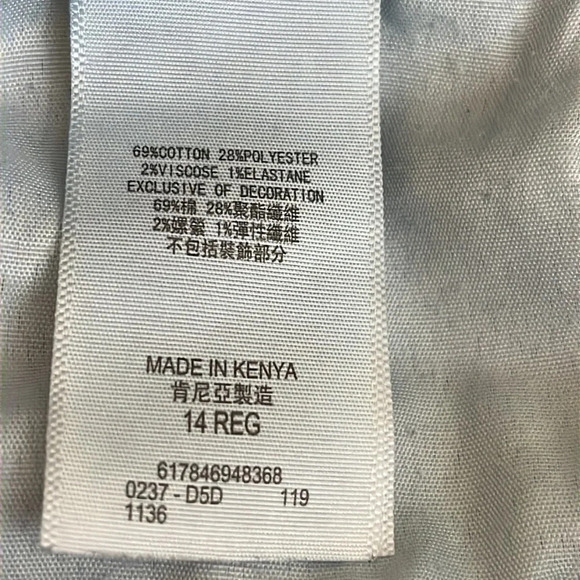 69%COTTON 28%POLYESTER
2%VISCOSE 1%ELASTANE
EXCLUSIVE OF DECORATION
69%棉 28%聚酯纖維
2%嫘縈 1%彈性纖維
不包括裝飾部分
MADE IN KENYA
肯尼亞製造
14 REG
617846948368
0237 - D5D 119
1136